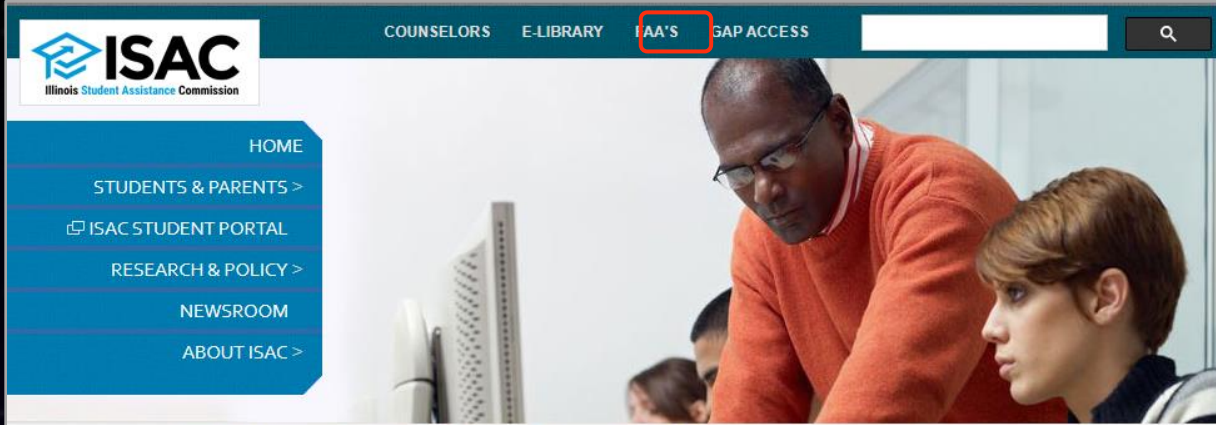 COUNSELORS E-LIBRARY FAA'S GAP ACCESS
ISAC
Illinois Student Assistance Commission
HOME
STUDENTS & PARENTS >
ISAC STUDENT PORTAL
RESEARCH & POLICY >
NEWSROOM
ABOUT ISAC >